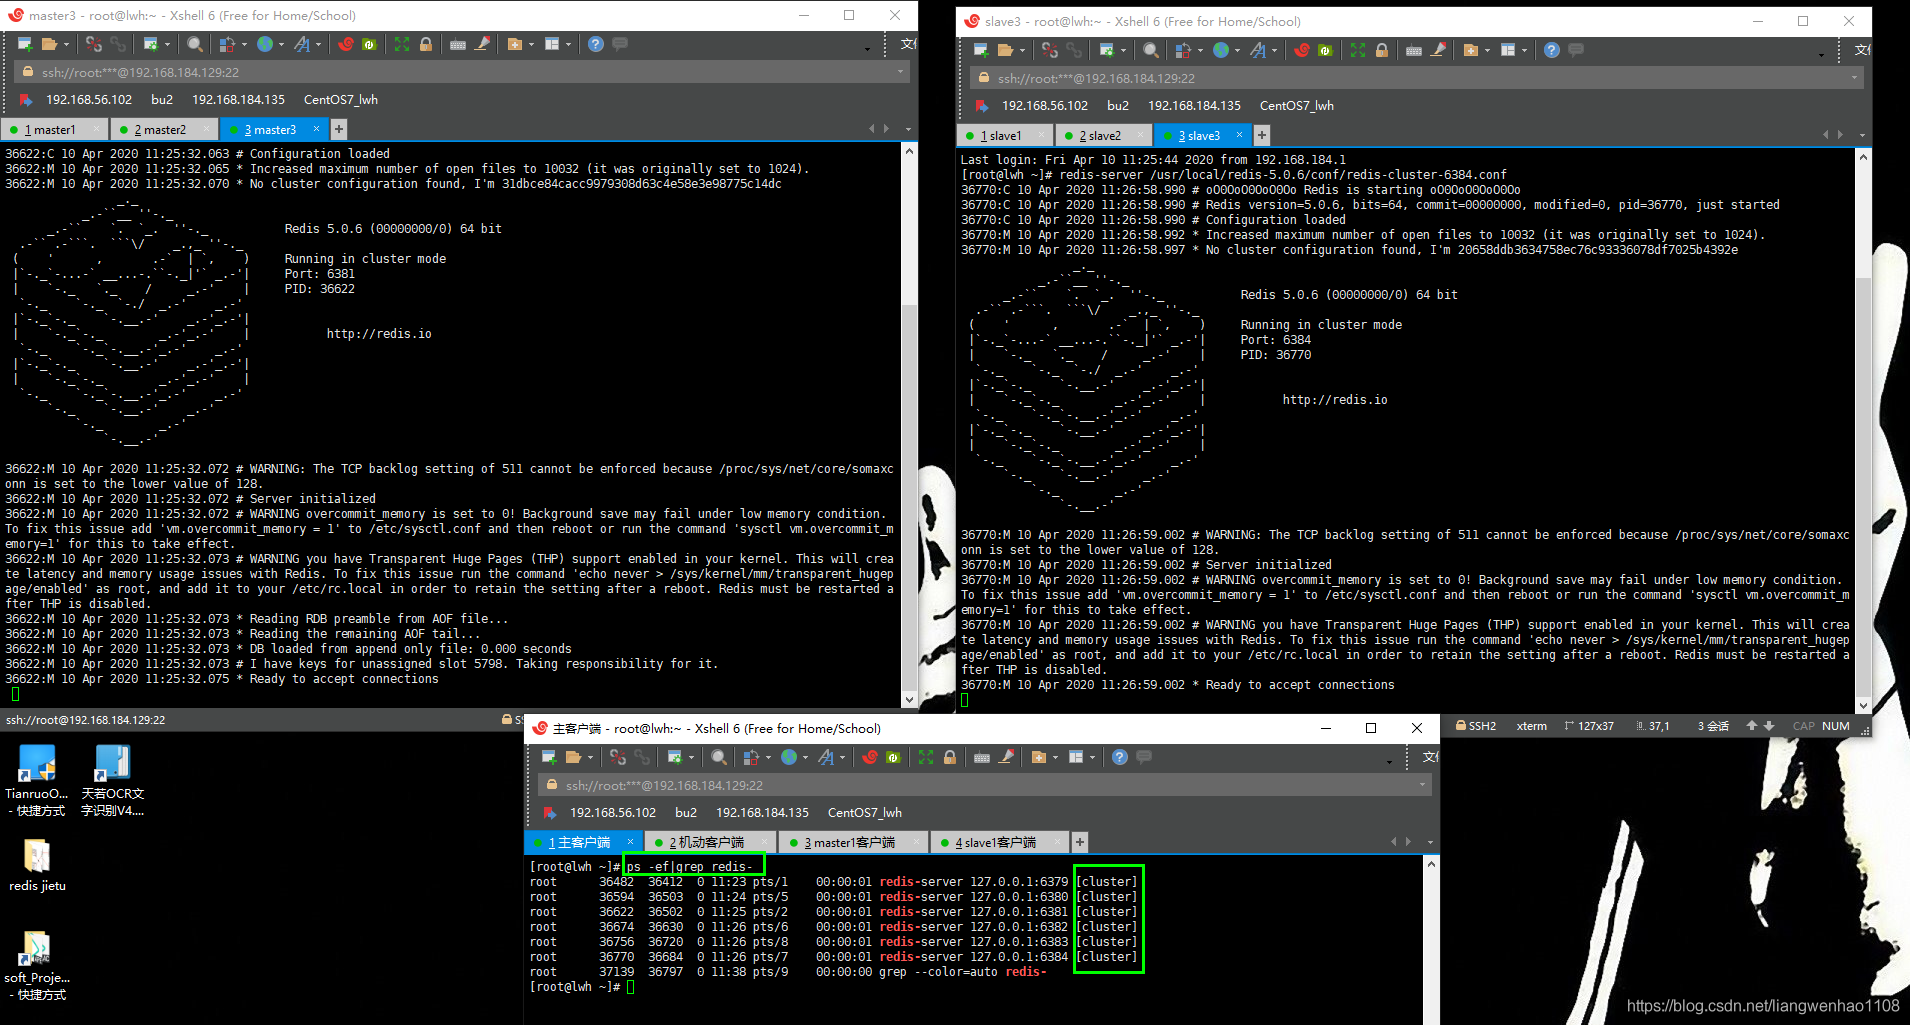 master3 - root@lwh:~ - Xshell 6 (Free for Home/School)
ssh://root:***@192.168.184.129:22
192.168.56.102 bu2 192.168.184.135 CentOS7_lwh
1 master1 2 master2 3 master3
36622:C 10 Apr 2020 11:25:32.063 # Configuration loaded
36622:M 10 Apr 2020 11:25:32.065 * Increased maximum number of open files to 10032 (it was originally set to 1024).
36622:M 10 Apr 2020 11:25:32.070 * No cluster configuration found, I'm 31dbce84cacc9979308d63c4e58e3e98775c14dc
Redis 5.0.6 (00000000/0) 64 bit
Running in cluster mode
Port: 6381
PID: 36622
http://redis.io
36622:M 10 Apr 2020 11:25:32.072 # WARNING: The TCP backlog setting of 511 cannot be enforced because /proc/sys/net/core/somaxc
onn is set to the lower value of 128.
36622:M 10 Apr 2020 11:25:32.072 # Server initialized
36622:M 10 Apr 2020 11:25:32.072 # WARNING overcommit_memory is set to 0! Background save may fail under low memory condition.
To fix this issue add 'vm.overcommit_memory = 1' to /etc/sysctl.conf and then reboot or run the command 'sysctl vm.overcommit_m
emory=1' for this to take effect.
36622:M 10 Apr 2020 11:25:32.073 # WARNING you have Transparent Huge Pages (THP) support enabled in your kernel. This will crea
te latency and memory usage issues with Redis. To fix this issue run the command 'echo never > /sys/kernel/mm/transparent_hugep
age/enabled' as root, and add it to your /etc/rc.local in order to retain the setting after a reboot. Redis must be restarted a
fter THP is disabled.
36622:M 10 Apr 2020 11:25:32.073 * Reading RDB preamble from AOF file...
36622:M 10 Apr 2020 11:25:32.073 * Reading the remaining AOF tail...
36622:M 10 Apr 2020 11:25:32.073 * DB loaded from append only file: 0.000 seconds
36622:M 10 Apr 2020 11:25:32.073 # I have keys for unassigned slot 5798. Taking responsibility for it.
36622:M 10 Apr 2020 11:25:32.075 * Ready to accept connections
ssh://root@192.168.184.129:22
slave3 - root@lwh:~ - Xshell 6 (Free for Home/School)
ssh://root:***@192.168.184.129:22
192.168.56.102 bu2 192.168.184.135 CentOS7_lwh
1 slave1 2 slave2 3 slave3
Last login: Fri Apr 10 11:25:44 2020 from 192.168.184.1
[root@lwh ~]# redis-server /usr/local/redis-5.0.6/conf/redis-cluster-6384.conf
36770:C 10 Apr 2020 11:26:58.990 # oO0OoO0OoO0Oo Redis is starting oO0OoO0OoO0Oo
36770:C 10 Apr 2020 11:26:58.990 # Redis version=5.0.6, bits=64, commit=00000000, modified=0, pid=36770, just started
36770:C 10 Apr 2020 11:26:58.990 # Configuration loaded
36770:M 10 Apr 2020 11:26:58.992 * Increased maximum number of open files to 10032 (it was originally set to 1024).
36770:M 10 Apr 2020 11:26:58.997 * No cluster configuration found, I'm 20658ddb3634758ec76c93336078df7025b4392e
Redis 5.0.6 (00000000/0) 64 bit
Running in cluster mode
Port: 6384
PID: 36770
http://redis.io
36770:M 10 Apr 2020 11:26:59.002 # WARNING: The TCP backlog setting of 511 cannot be enforced because /proc/sys/net/core/somaxc
onn is set to the lower value of 128.
36770:M 10 Apr 2020 11:26:59.002 # Server initialized
36770:M 10 Apr 2020 11:26:59.002 # WARNING overcommit_memory is set to 0! Background save may fail under low memory condition.
To fix this issue add 'vm.overcommit_memory = 1' to /etc/sysctl.conf and then reboot or run the command 'sysctl vm.overcommit_m
emory=1' for this to take effect.
36770:M 10 Apr 2020 11:26:59.002 # WARNING you have Transparent Huge Pages (THP) support enabled in your kernel. This will crea
te latency and memory usage issues with Redis. To fix this issue run the command 'echo never > /sys/kernel/mm/transparent_hugep
age/enabled' as root, and add it to your /etc/rc.local in order to retain the setting after a reboot. Redis must be restarted a
fter THP is disabled.
36770:M 10 Apr 2020 11:26:59.002 * Ready to accept connections
SSH2 xterm 127x37 37,1 3 会话 CAP NUM
TianruoO...
- 快捷方式
天若OCR文
字识别V4....
redis jietu
soft_Proje...
- 快捷方式
主客户端 - root@lwh:~ - Xshell 6 (Free for Home/School)
ssh://root:***@192.168.184.129:22
192.168.56.102 bu2 192.168.184.135 CentOS7_lwh
1 主客户端 2 机动客户端 3 master1客户端 4 slave1客户端
[root@lwh ~]# ps -ef|grep redis-
root 36482 36412 0 11:23 pts/1 00:00:01 redis-server 127.0.0.1:6379 [cluster]
root 36594 36503 0 11:24 pts/5 00:00:01 redis-server 127.0.0.1:6380 [cluster]
root 36622 36502 0 11:25 pts/2 00:00:01 redis-server 127.0.0.1:6381 [cluster]
root 36674 36630 0 11:26 pts/6 00:00:01 redis-server 127.0.0.1:6382 [cluster]
root 36756 36720 0 11:26 pts/8 00:00:01 redis-server 127.0.0.1:6383 [cluster]
root 36770 36684 0 11:26 pts/7 00:00:01 redis-server 127.0.0.1:6384 [cluster]
root 37139 36797 0 11:38 pts/9 00:00:00 grep --color=auto redis-
[root@lwh ~]#
https://blog.csdn.net/liangwenhao1108